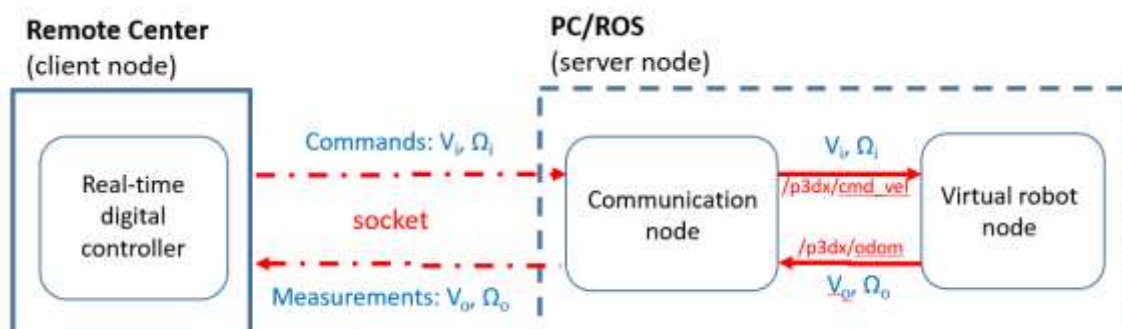 Remote Center
(client node)
PC/ROS
(server node)
Real-time
digital
controller
Commands: Vᵢ, Ωᵢ
socket
Measurements: Vₒ, Ωₒ
Communication
node
Vᵢ, Ωᵢ
/p3dx/cmd_vel
/p3dx/odom
Vₒ, Ωₒ
Virtual robot
node